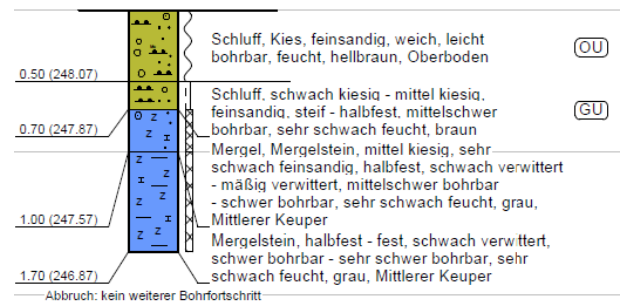 Schluff, Kies, feinsandig, weich, leicht
bohrbar, feucht, hellbraun, Oberboden
OU
0.50 (248.07)
Schluff, schwach kiesig - mittel kiesig,
feinsandig, steif - halbfest, mittelschwer
bohrbar, sehr schwach feucht, braun
GU
0.70 (247.87)
Mergel, Mergelstein, mittel kiesig, sehr
schwach feinsandig, halbfest, schwach verwittert
- mäßig verwittert, mittelschwer bohrbar
- schwer bohrbar, sehr schwach feucht, grau,
Mittlerer Keuper
1.00 (247.57)
Mergelstein, halbfest - fest, schwach verwittert,
schwer bohrbar - sehr schwer bohrbar, sehr
schwach feucht, grau, Mittlerer Keuper
1.70 (246.87)
Abbruch: kein weiterer Bohrfortschritt